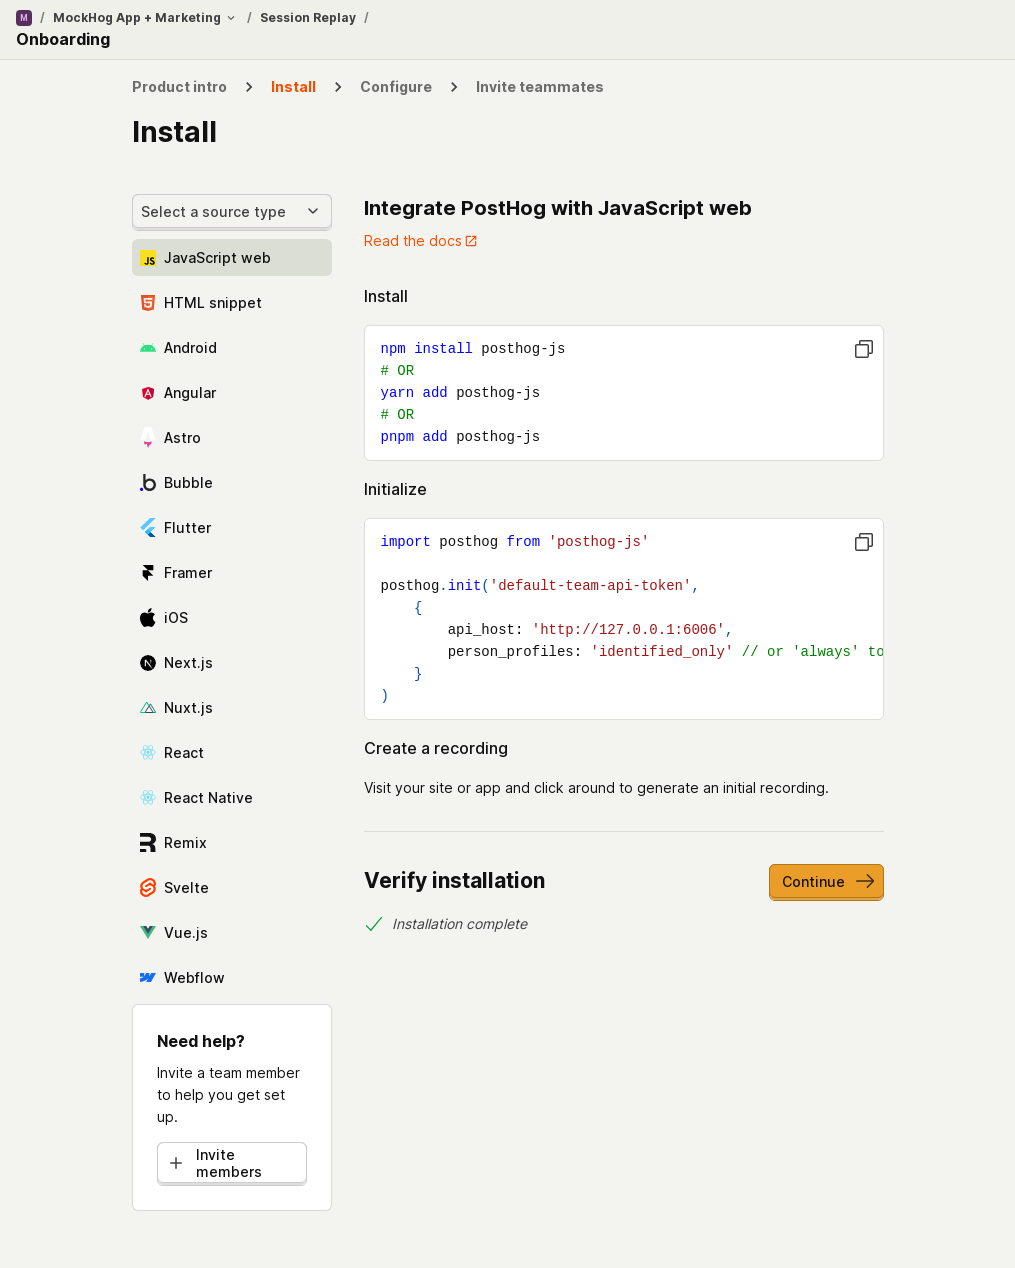 M / MockHog App + Marketing / Session Replay /
Onboarding
Product intro > Install > Configure > Invite teammates
Install
Select a source type
JS JavaScript web
HTML snippet
Android
Angular
Astro
Bubble
Flutter
Framer
iOS
Next.js
Nuxt.js
React
React Native
Remix
Svelte
Vue.js
Webflow
Need help?
Invite a team member
to help you get set
up.
Invite
members
Integrate PostHog with JavaScript web
Read the docs
Install
npm install posthog-js
# OR
yarn add posthog-js
# OR
pnpm add posthog-js
Initialize
import posthog from 'posthog-js'
posthog.init('default-team-api-token',
{
api_host: 'http://127.0.0.1:6006',
person_profiles: 'identified_only' // or 'always' to
}
)
Create a recording
Visit your site or app and click around to generate an initial recording.
Verify installation
Continue
Installation complete